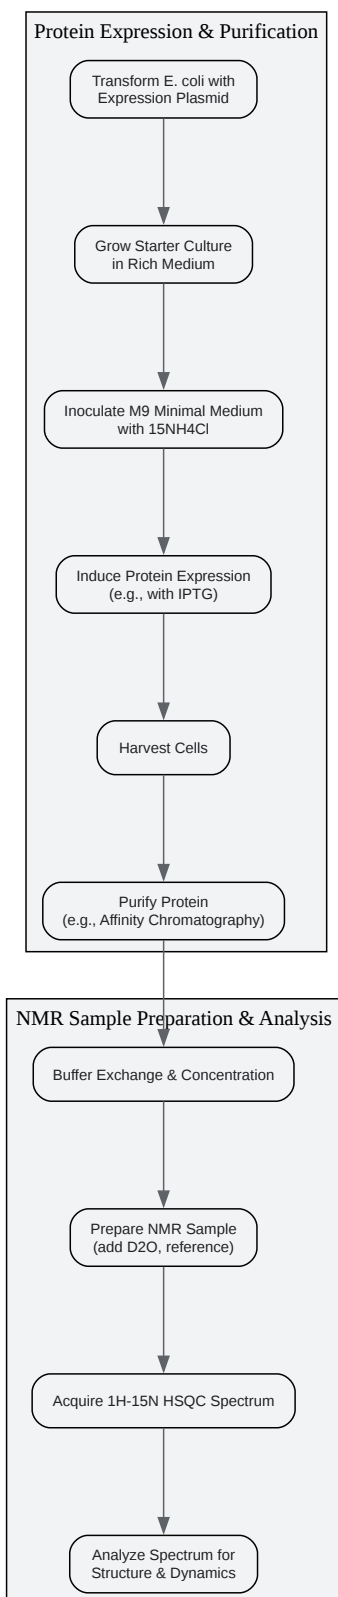 Protein Expression & Purification
Transform E. coli with
Expression Plasmid
Grow Starter Culture
in Rich Medium
Inoculate M9 Minimal Medium
with 15NH4Cl
Induce Protein Expression
(e.g., with IPTG)
Harvest Cells
Purify Protein
(e.g., Affinity Chromatography)
NMR Sample Preparation & Analysis
Buffer Exchange & Concentration
Prepare NMR Sample
(add D2O, reference)
Acquire 1H-15N HSQC Spectrum
Analyze Spectrum for
Structure & Dynamics